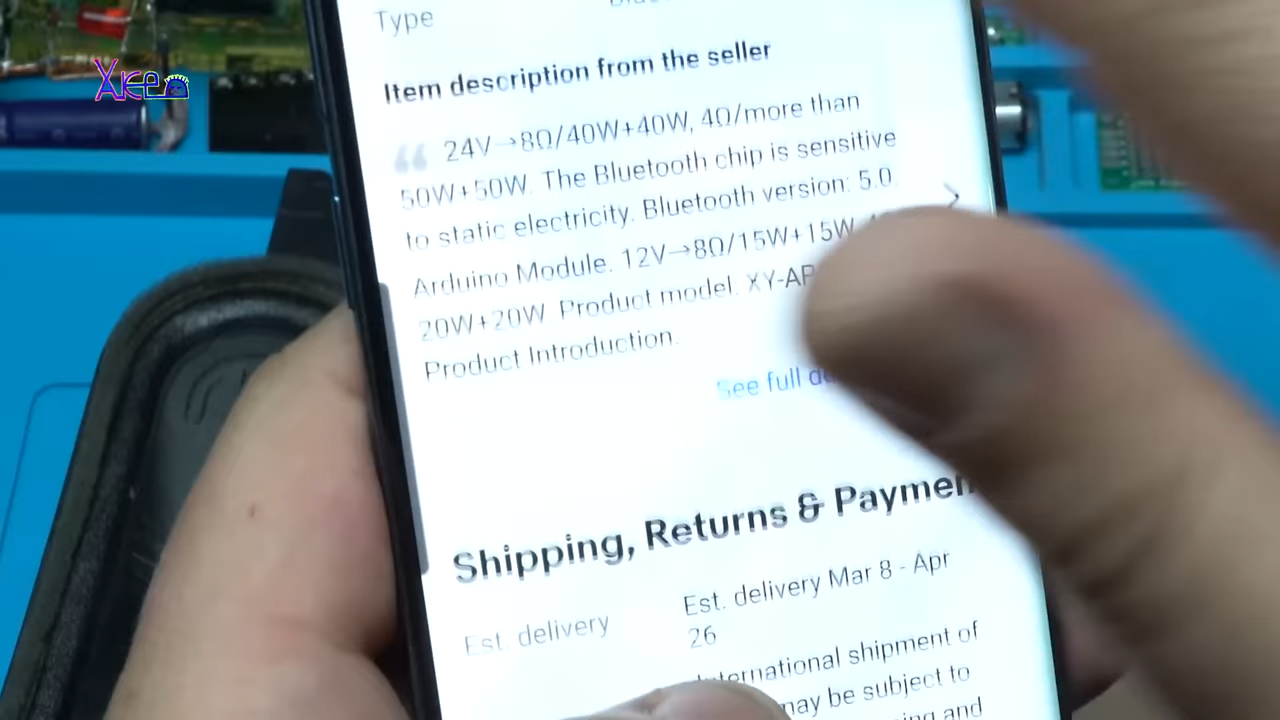 XKep
Type
Item description from the seller
24V→8Ω/40W+40W, 4Ω/more than
50W+50W. The Bluetooth chip is sensitive
to static electricity. Bluetooth version: 5.0.
Arduino Module. 12V→8Ω/15W+15W
20W+20W. Product model. XY-AP
Product Introduction.
See full
Shipping, Returns & Paymen
Est. delivery
Est. delivery Mar 8 - Apr
26
International shipment of
may be subject to
and